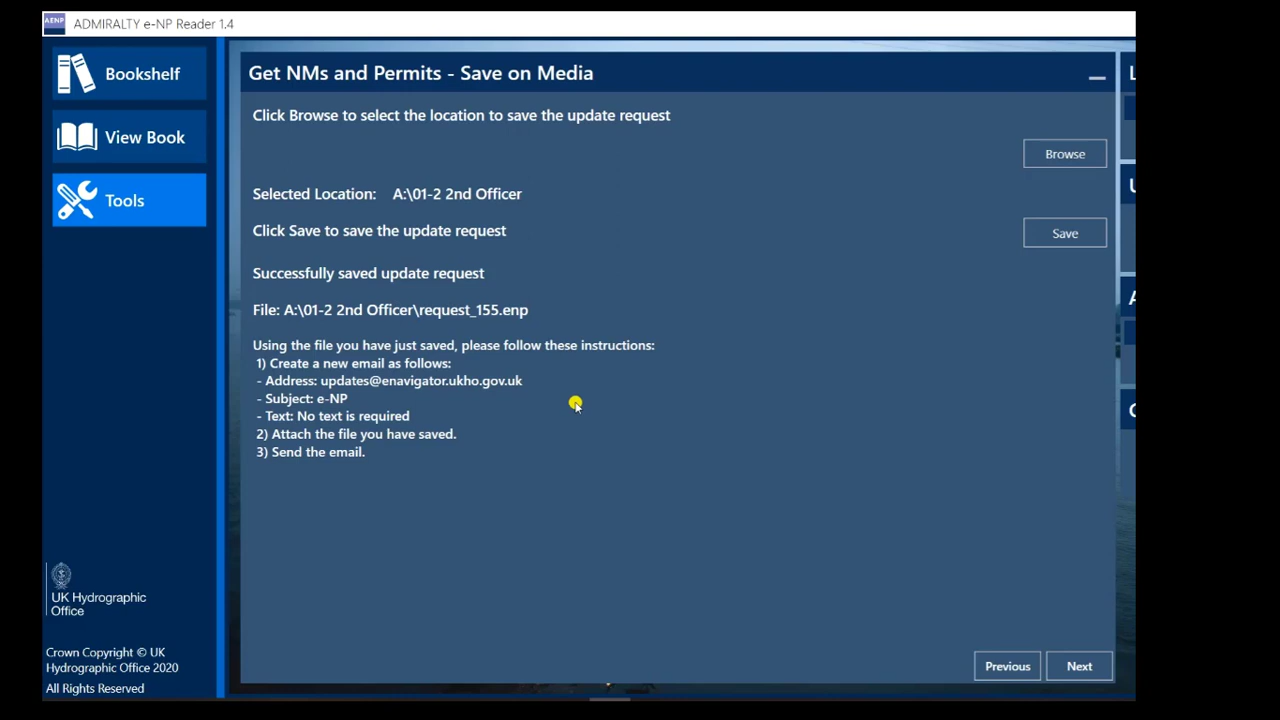 AENP
ADMIRALTY e-NP Reader 1.4
Bookshelf
View Book
Tools
UK Hydrographic
Office
Crown Copyright © UK
Hydrographic Office 2020
All Rights Reserved
Get NMs and Permits - Save on Media
Click Browse to select the location to save the update request
Browse
Selected Location: A:\01-2 2nd Officer
Click Save to save the update request
Save
Successfully saved update request
File: A:\01-2 2nd Officer\request_155.enp
Using the file you have just saved, please follow these instructions:
1) Create a new email as follows:
- Address: updates@enavigator.ukho.gov.uk
- Subject: e-NP
- Text: No text is required
2) Attach the file you have saved.
3) Send the email.
Previous
Next